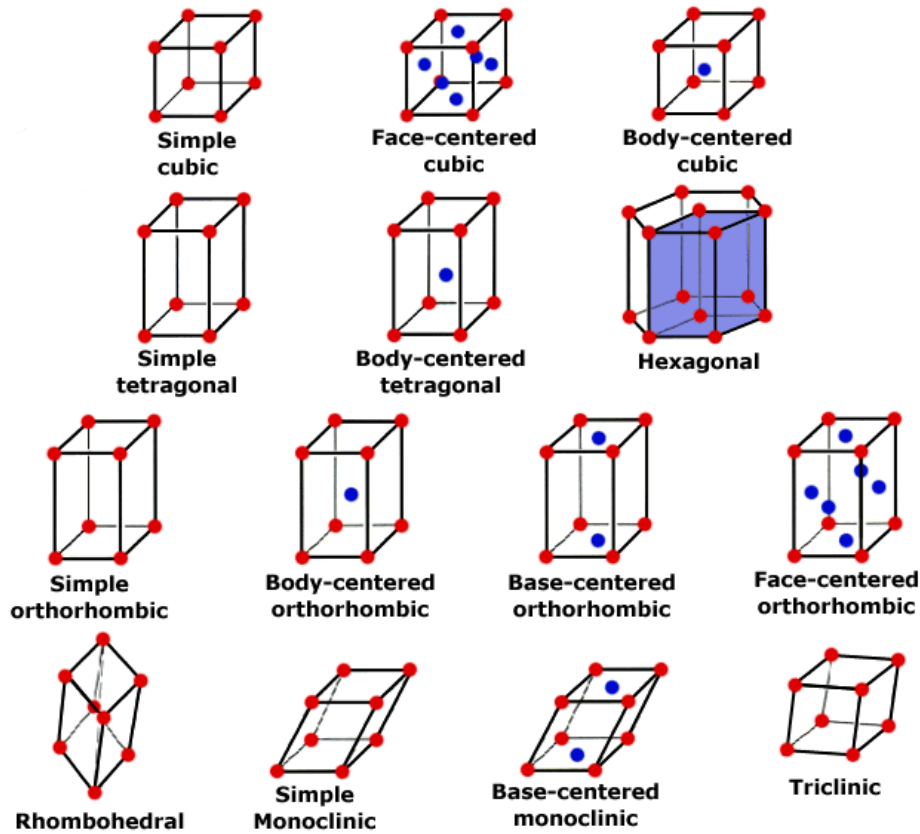 Simple
cubic
Face-centered
cubic
Body-centered
cubic
Simple
tetragonal
Body-centered
tetragonal
Hexagonal
Simple
orthorhombic
Body-centered
orthorhombic
Base-centered
orthorhombic
Face-centered
orthorhombic
Rhombohedral
Simple
Monoclinic
Base-centered
monoclinic
Triclinic